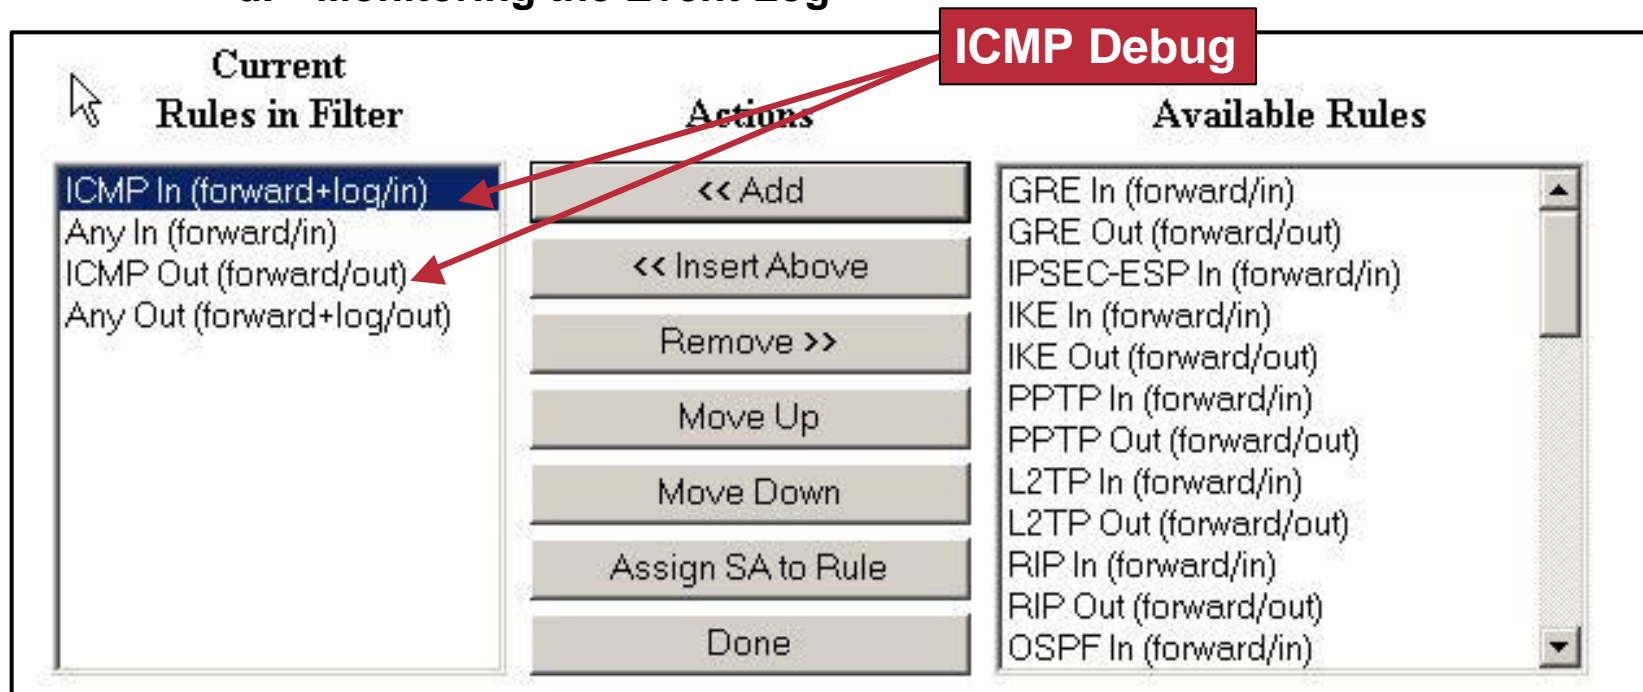 Monitoring the Event Log
ICMP Debug
Current
Rules in Filter
Actions
Available Rules
ICMP In (forward+log/in)
Any In (forward/in)
ICMP Out (forward/out)
Any Out (forward+log/out)
<< Add
<< Insert Above
Remove >>
Move Up
Move Down
Assign SA to Rule
Done
GRE In (forward/in)
GRE Out (forward/out)
IPSEC-ESP In (forward/in)
IKE In (forward/in)
IKE Out (forward/out)
PPTP In (forward/in)
PPTP Out (forward/out)
L2TP In (forward/in)
L2TP Out (forward/out)
RIP In (forward/in)
RIP Out (forward/out)
OSPF In (forward/in)